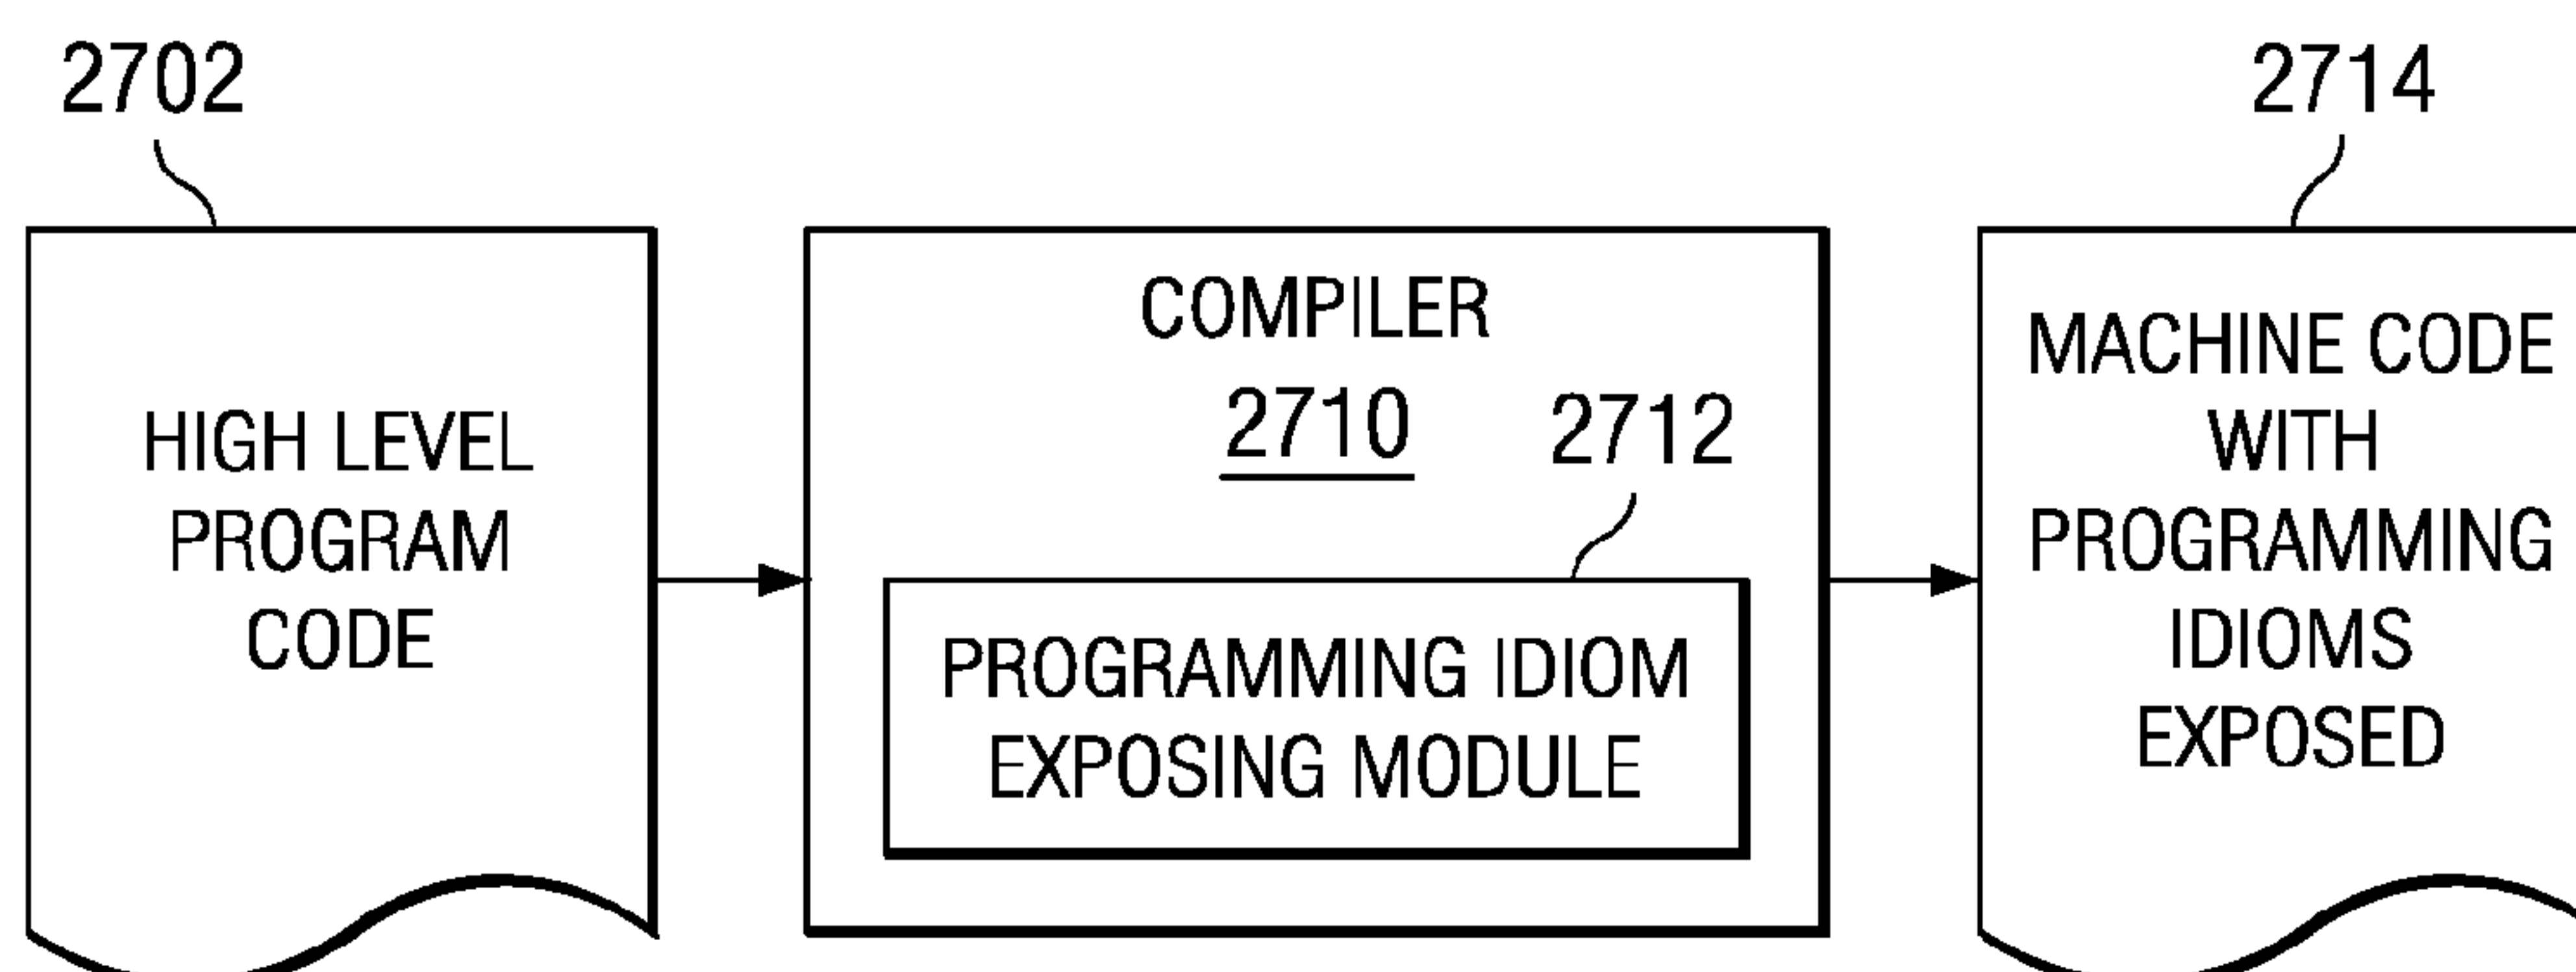 2702
HIGH LEVEL
PROGRAM
CODE
COMPILER
2710
2712
PROGRAMMING IDIOM
EXPOSING MODULE
2714
MACHINE CODE
WITH
PROGRAMMING
IDIOMS
EXPOSED